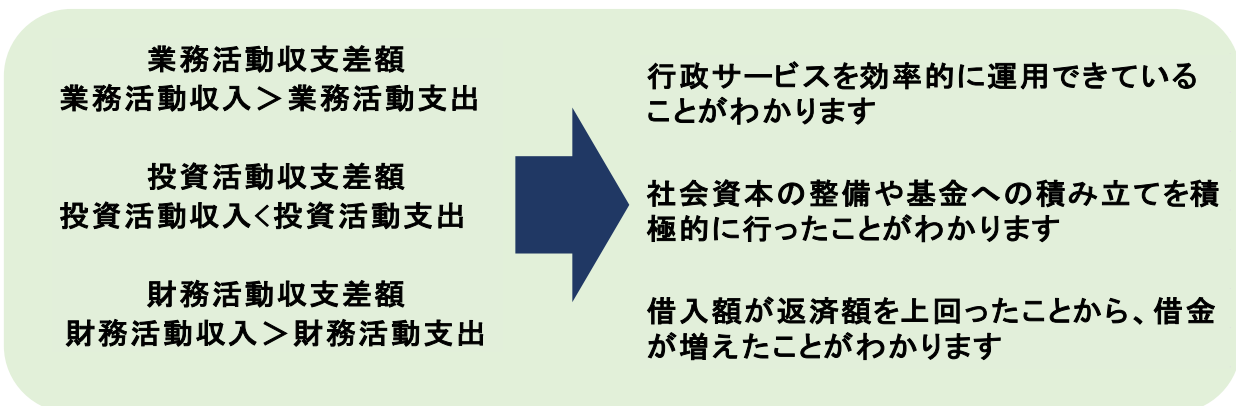 業務活動収支差額
業務活動収入＞業務活動支出
投資活動収支差額
投資活動収入<投資活動支出
財務活動収支差額
財務活動収入＞財務活動支出
行政サービスを効率的に運用できている
ことがわかります
社会資本の整備や基金への積み立てを積
極的に行ったことがわかります
借入額が返済額を上回ったことから、借金
が増えたことがわかります